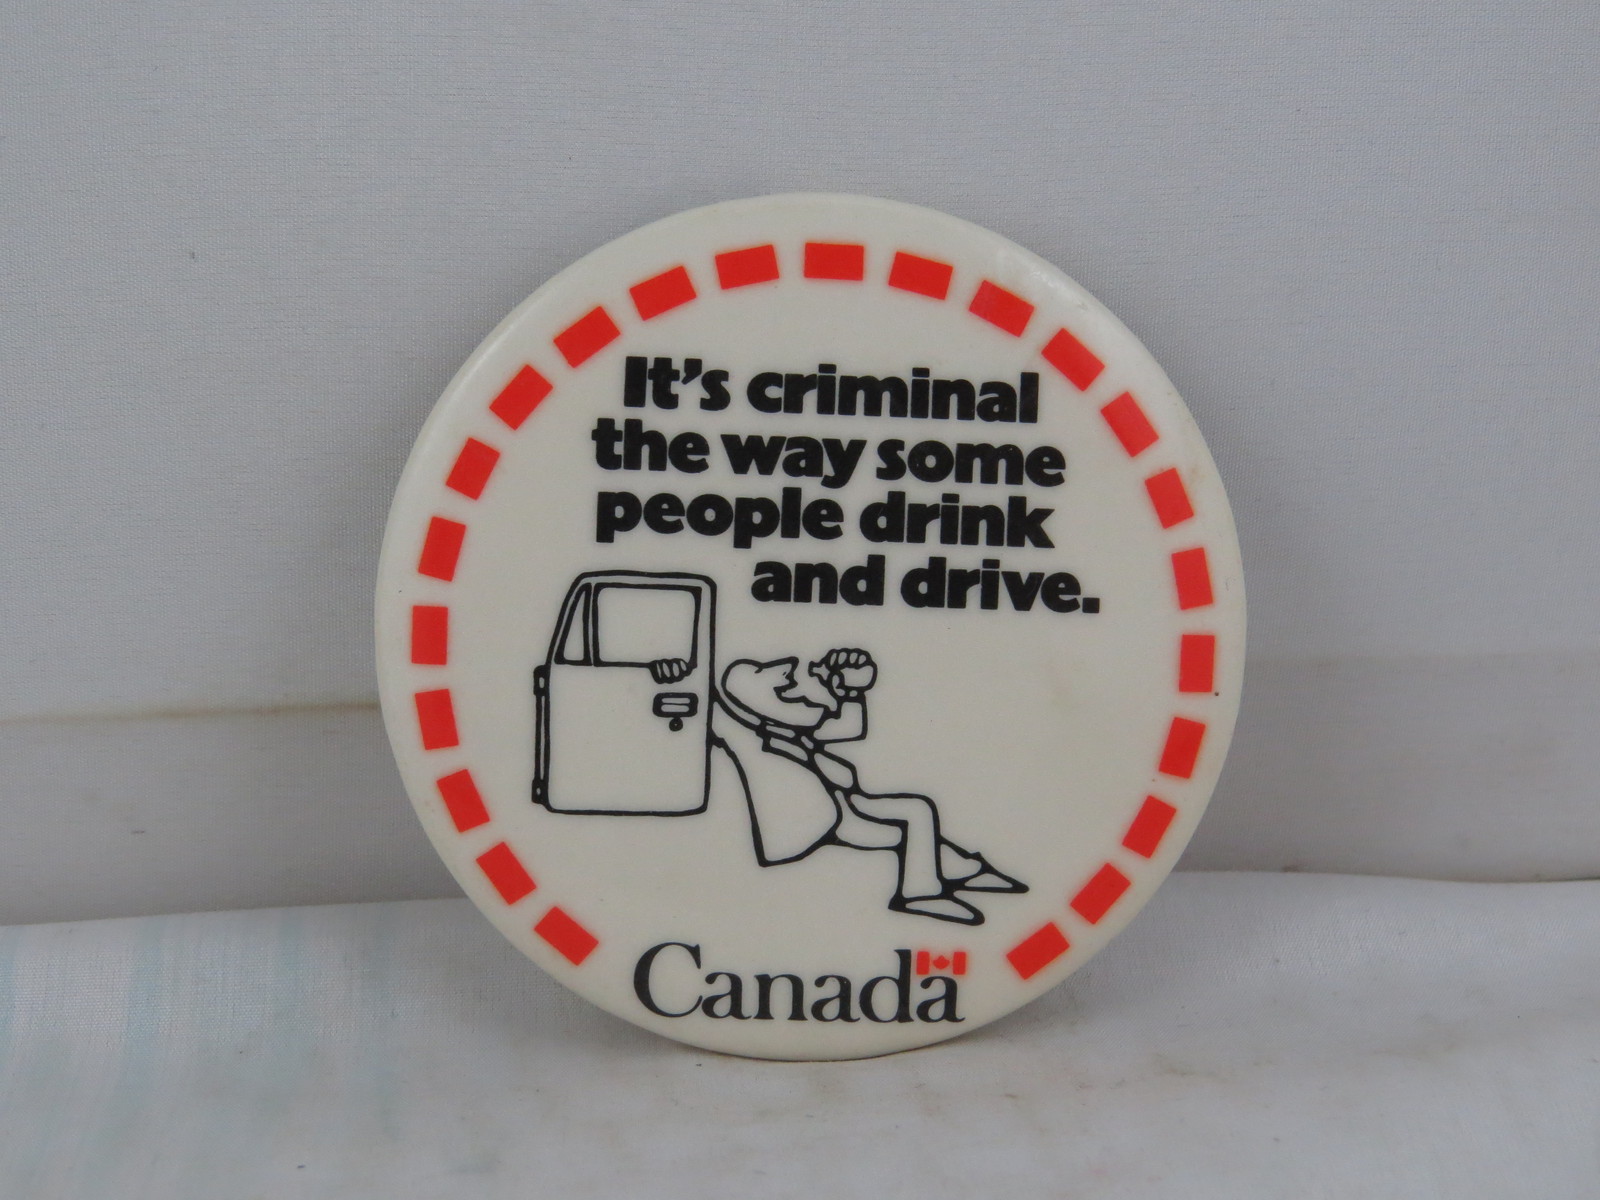 It's criminal
the way some
people drink
and drive.
Canada